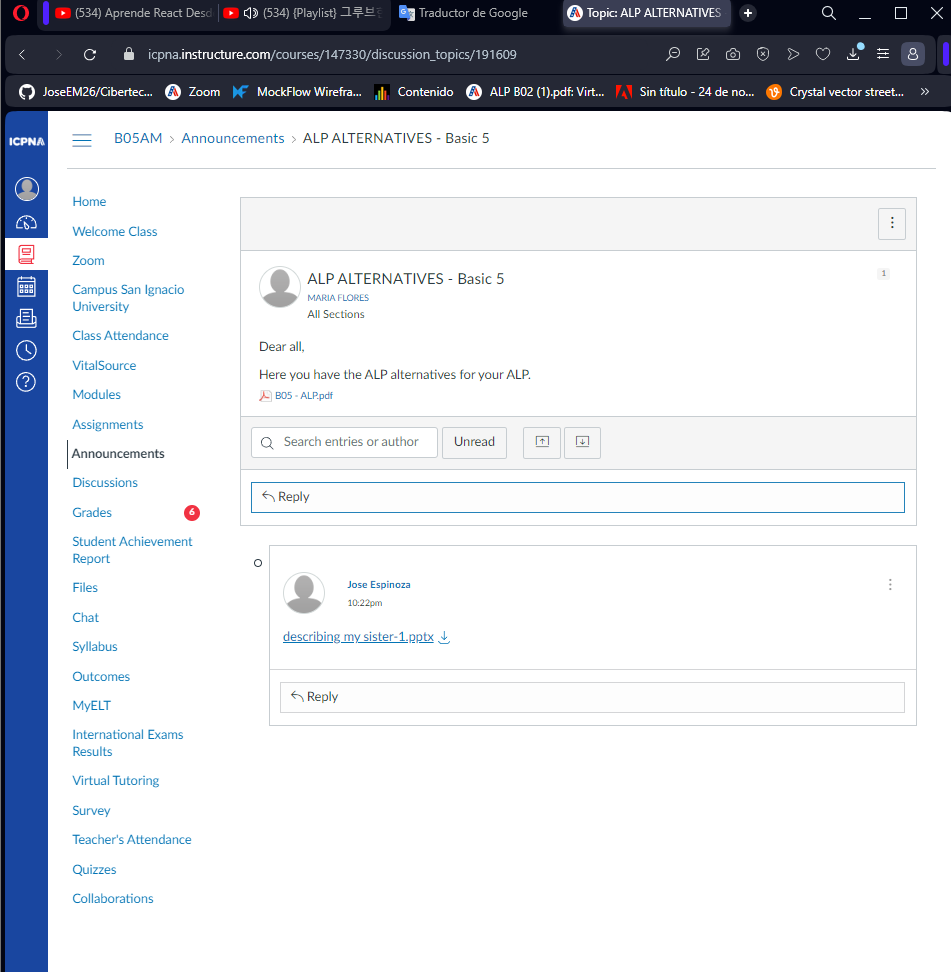 (534) Aprende React Desd
(534) {Playlist} 그루브한
Traductor de Google
Topic: ALP ALTERNATIVES
icpna.instructure.com/courses/147330/discussion_topics/191609
JoseEM26/Cibertec...
Zoom
MockFlow Wirefra...
Contenido
ALP B02 (1).pdf: Virt...
Sin título - 24 de no...
Crystal vector street...
»
ICPNA
B05AM > Announcements > ALP ALTERNATIVES - Basic 5
Home
Welcome Class
Zoom
Campus San Ignacio
University
Class Attendance
VitalSource
Modules
Assignments
Announcements
Discussions
Grades 6
Student Achievement
Report
Files
Chat
Syllabus
Outcomes
MyELT
International Exams
Results
Virtual Tutoring
Survey
Teacher's Attendance
Quizzes
Collaborations
ALP ALTERNATIVES - Basic 5
1
MARIA FLORES
All Sections
Dear all,
Here you have the ALP alternatives for your ALP.
B05 - ALP.pdf
Search entries or author
Unread
Reply
Jose Espinoza
10:22pm
describing my sister-1.pptx
Reply